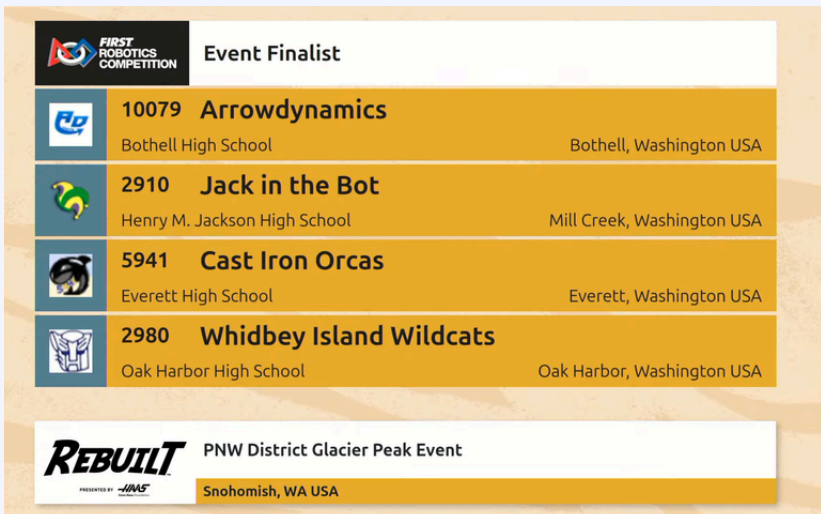 FIRST
ROBOTICS
COMPETITION
Event Finalist
10079 Arrowdynamics
Bothell High School Bothell, Washington USA
2910 Jack in the Bot
Henry M. Jackson High School Mill Creek, Washington USA
5941 Cast Iron Orcas
Everett High School Everett, Washington USA
2980 Whidbey Island Wildcats
Oak Harbor High School Oak Harbor, Washington USA
REBUILT
PRESENTED BY HAAS
PNW District Glacier Peak Event
Snohomish, WA USA